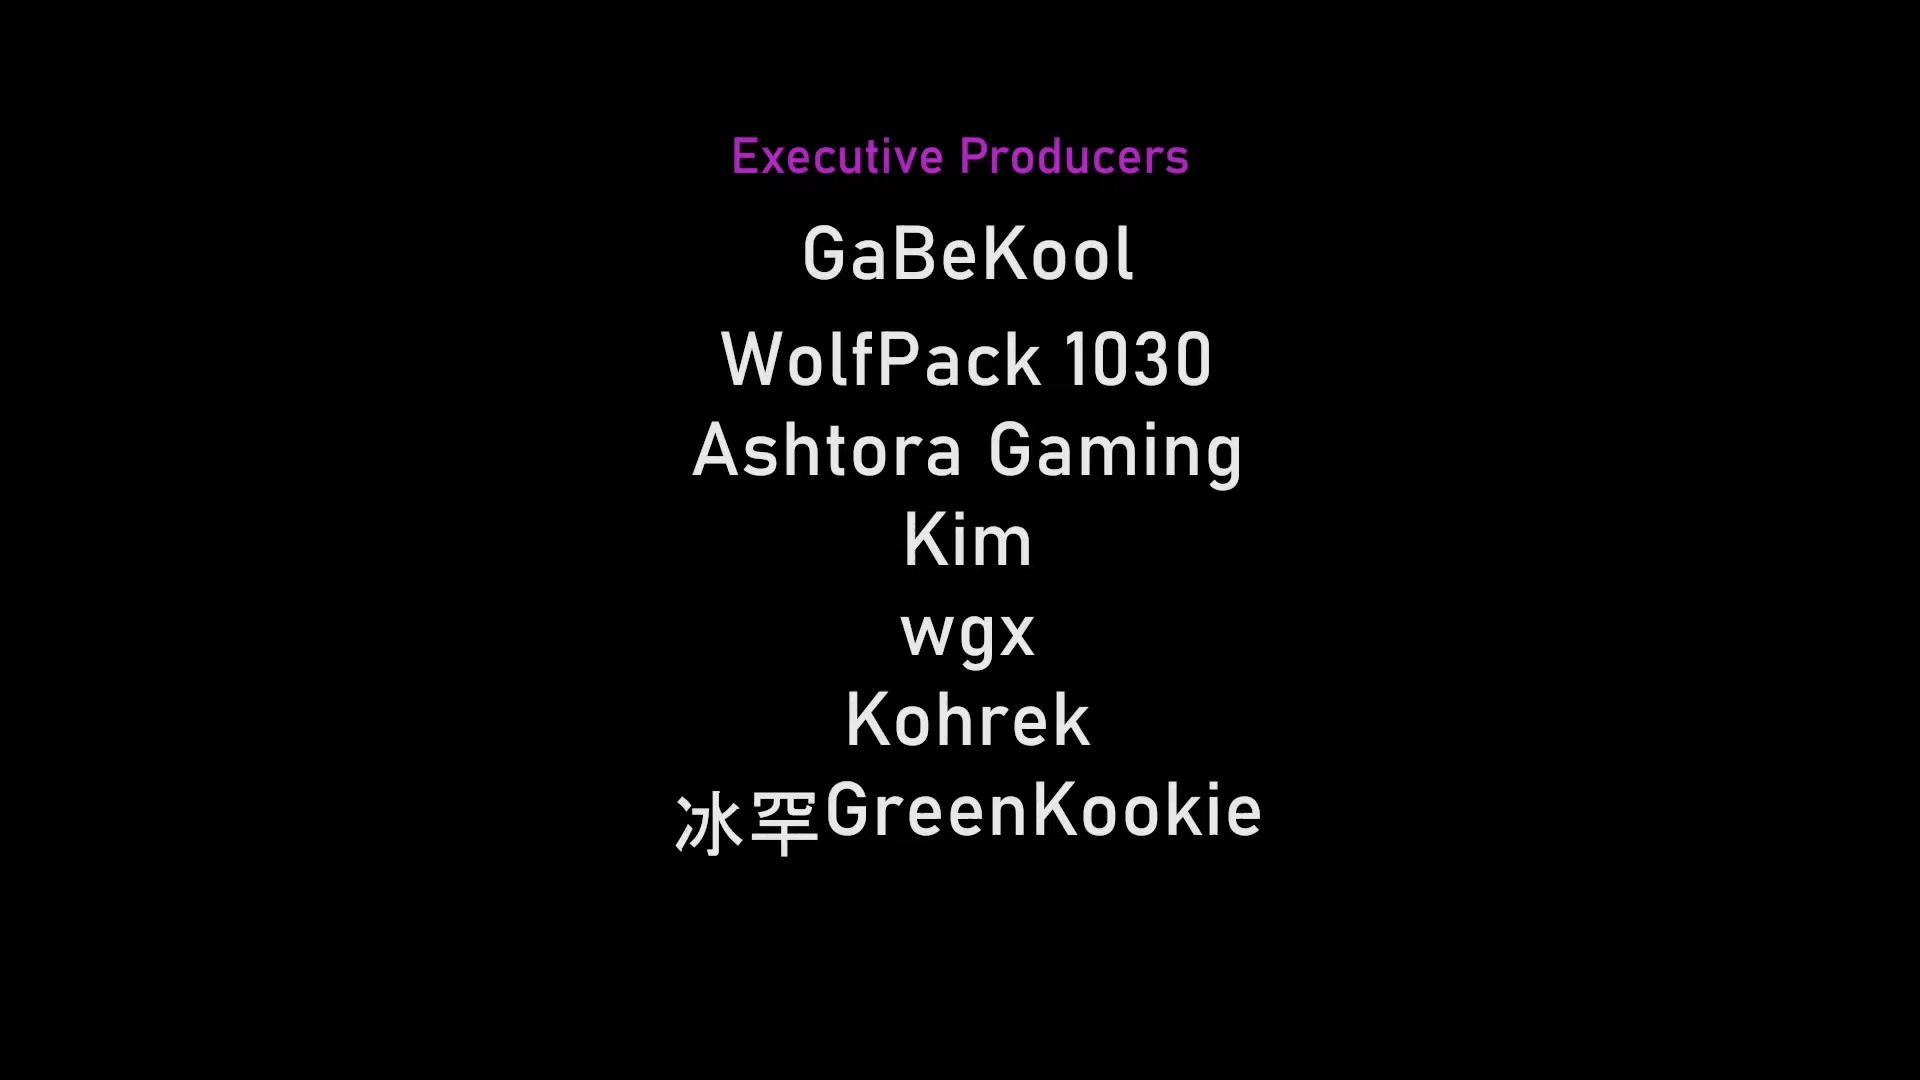 Executive Producers
GaBeKool
WolfPack 1030
Ashtora Gaming
Kim
wgx
Kohrek
冰罕GreenKookie